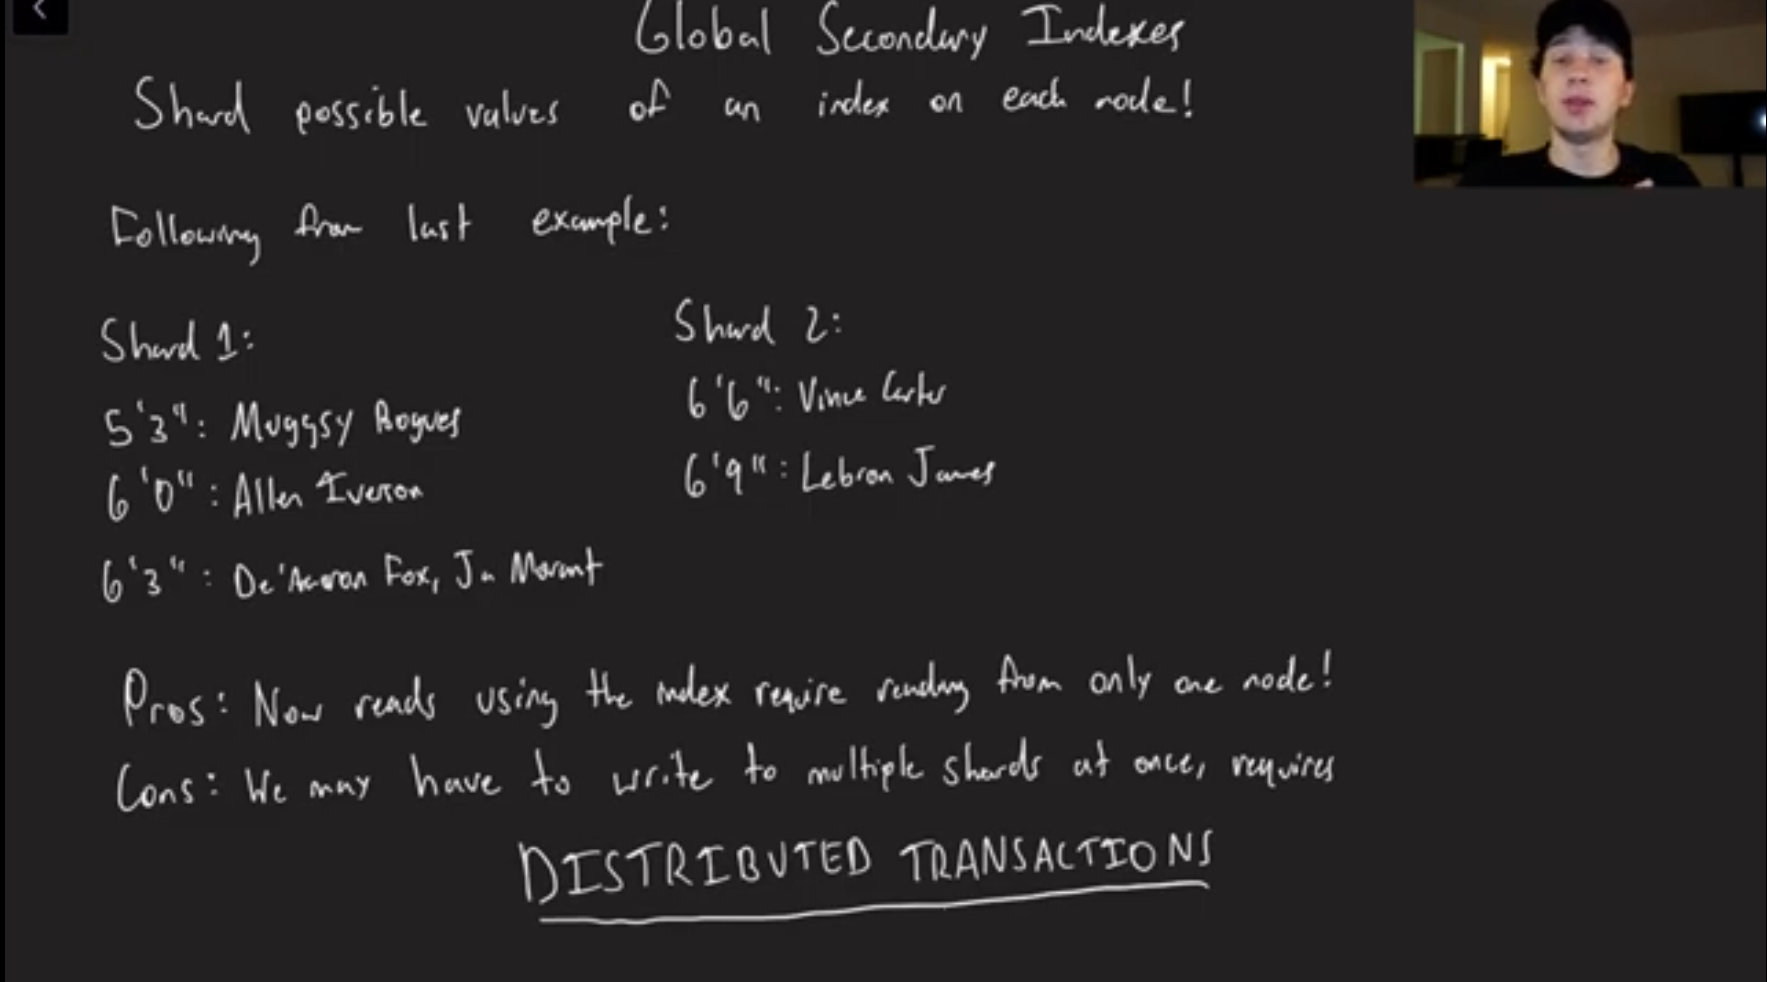 Global Secondary Indexes
Shard possible values of an index on each node!
Following from last example:
Shard 1:
5'3": Muggsy Bogues
6'0": Allen Iverson
6'3": De'Aaron Fox, Ja Morant
Shard 2:
6'6": Vince Carter
6'9": Lebron James
Pros: Now reads using the index require reading from only one node!
Cons: We may have to write to multiple shards at once, requires
DISTRIBUTED TRANSACTIONS